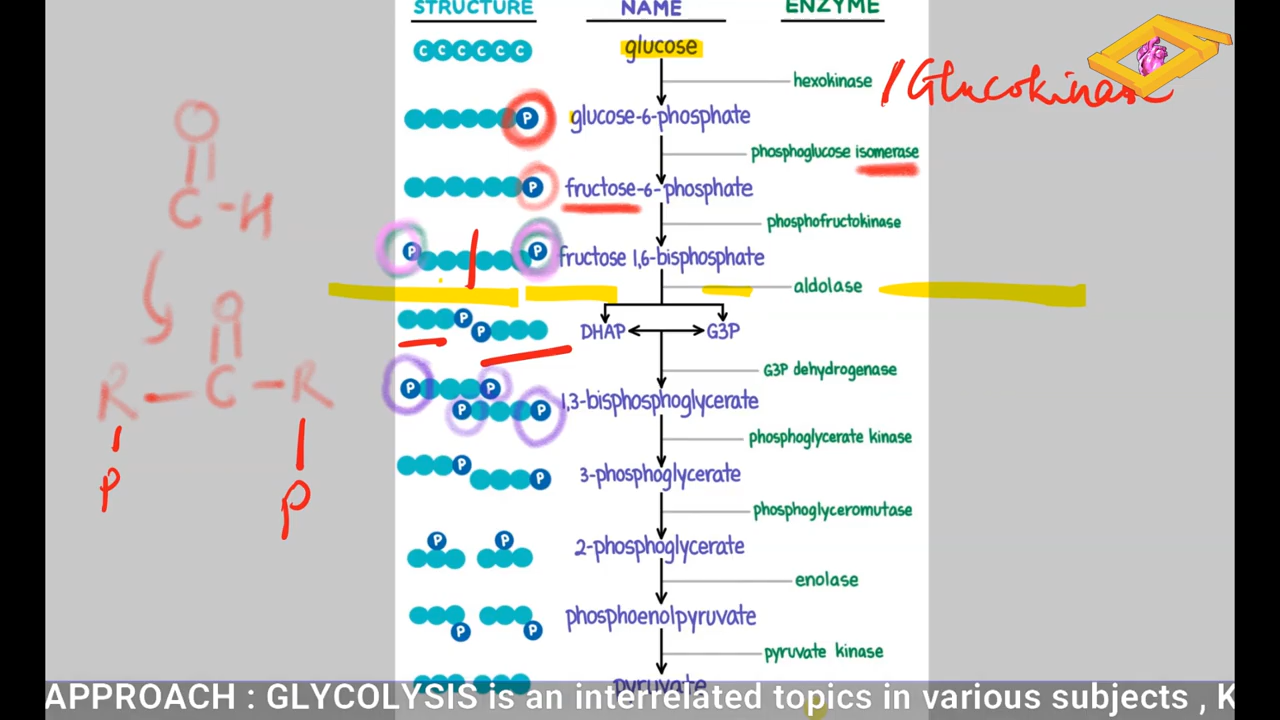 STRUCTURE NAME ENZYME
C C C C C C glucose
hexokinase / Glucokinase
P glucose-6-phosphate
phosphoglucose isomerase
P fructose-6-phosphate
phosphofructokinase
P P fructose 1,6-bisphosphate
aldolase
P P DHAP G3P
G3P dehydrogenase
P P P P 1,3-bisphosphoglycerate
phosphoglycerate kinase
P P 3-phosphoglycerate
phosphoglyceromutase
P P 2-phosphoglycerate
enolase
P P phosphoenolpyruvate
pyruvate kinase
pyruvate
O
C-H
O
R-C-R
P P
APPROACH : GLYCOLYSIS is an interrelated topics in various subjects , K